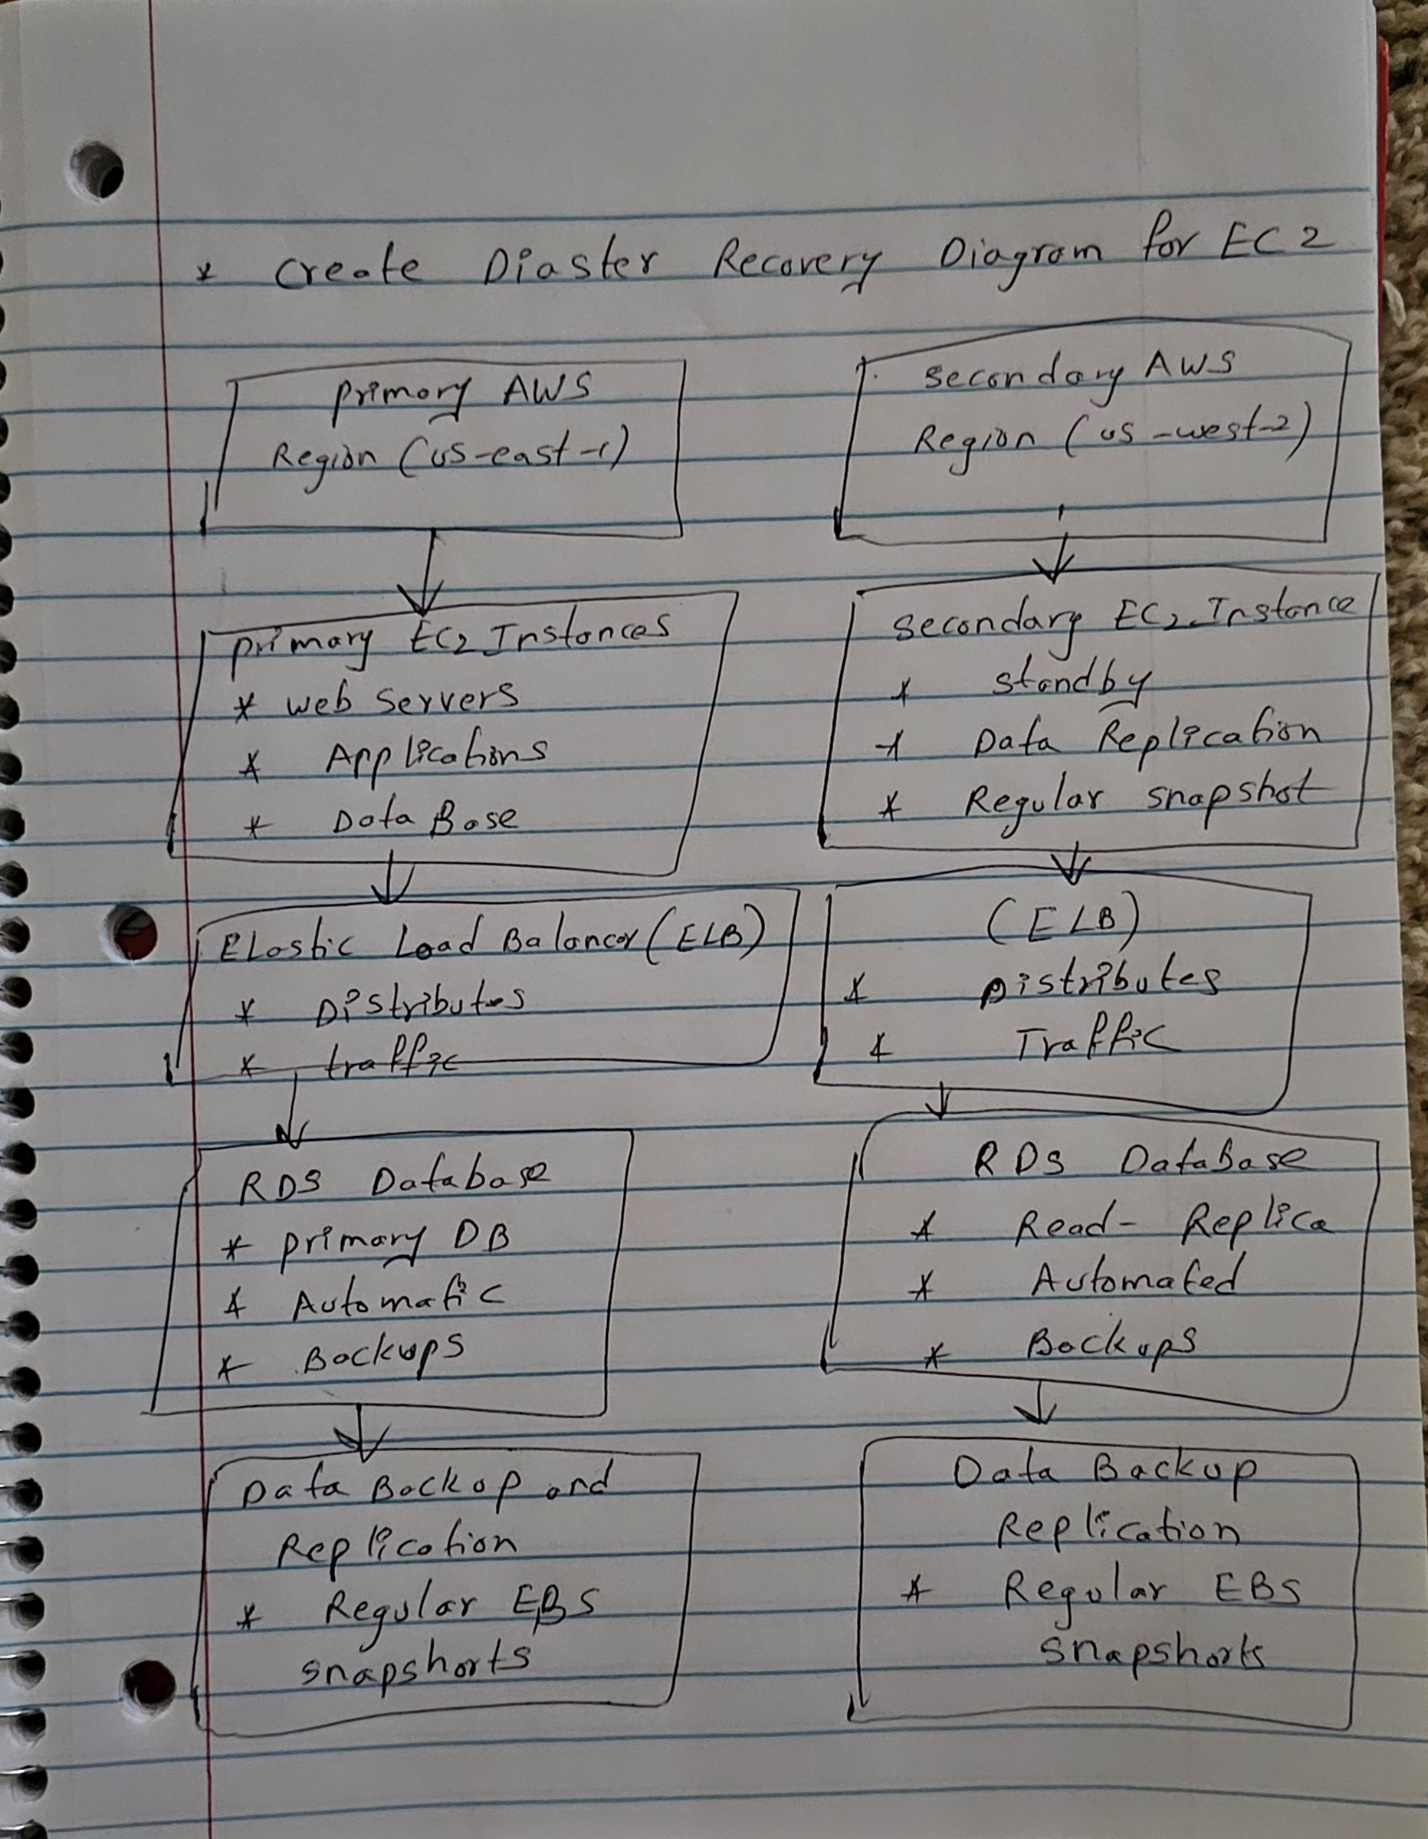 * Create Diaster Recovery Diagram for EC2
primary AWS
Region (us-east-1)
primary EC2 Instances
* web servers
* Applications
* Data Base
Elastic Load Balancer (ELB)
* Distributes
* traffic
RDS Database
* primary DB
* Automatic
* Backups
Data Backup and
Replication
* Regular EBS
snapshorts
Secondary AWS
Region (us-west-2)
Secondary EC2 Instance
* standby
* Data Replication
* Regular snapshot
(ELB)
* Distributes
* Traffic
RDS Database
* Read-Replica
* Automated
* Backups
Data Backup
Replication
* Regular EBS
snapshorts